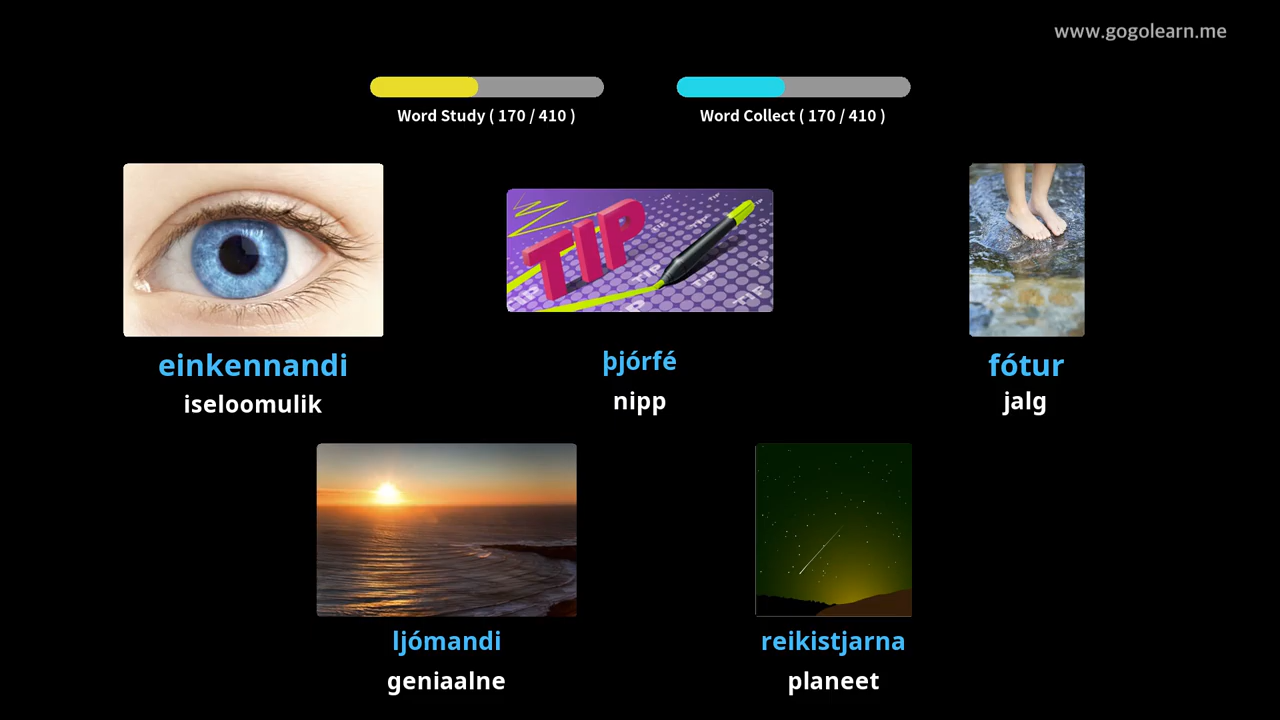 www.gogolearn.me
Word Study ( 170 / 410 )
Word Collect ( 170 / 410 )
TIP
einkennandi
iseloomulik
þjórfé
nipp
fótur
jalg
ljómandi
geniaalne
reikistjarna
planeet